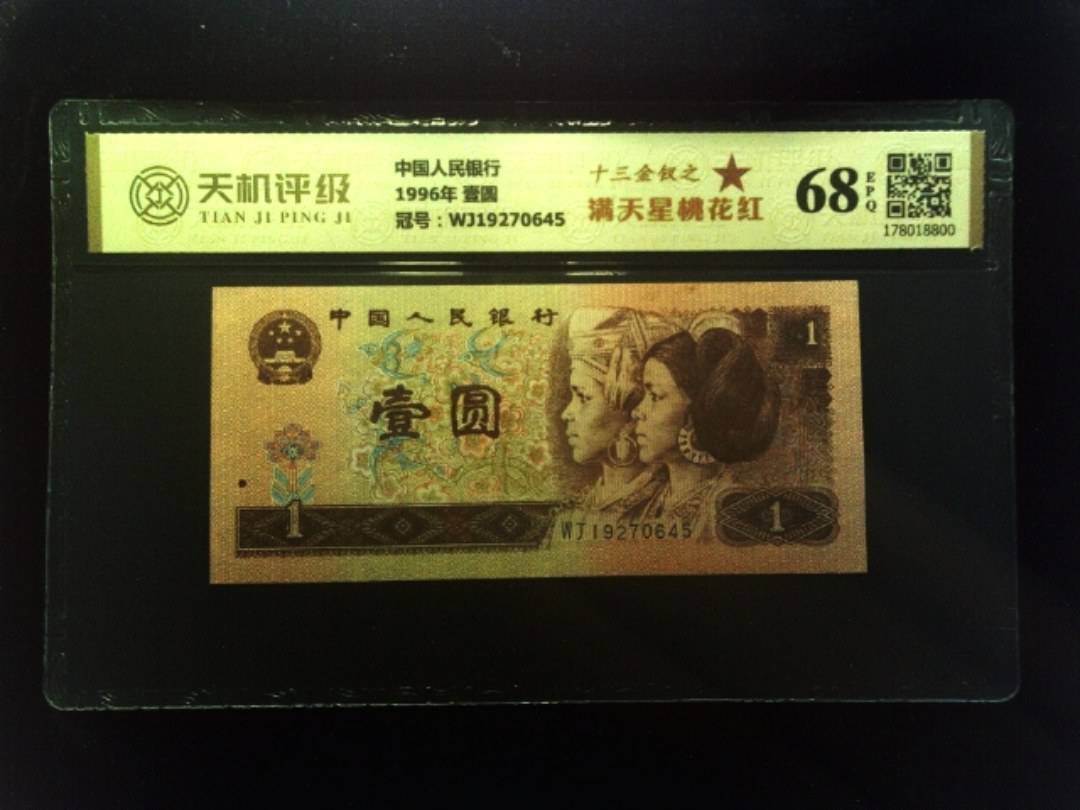 天机评级
TIAN JI PING JI
中国人民银行
1996年 壹圆
冠号：WJ19270645
十三金钗之
满天星桃花红
68
EPQ
178018800
中国人民银行
1
壹圆
1
WJ19270645
1